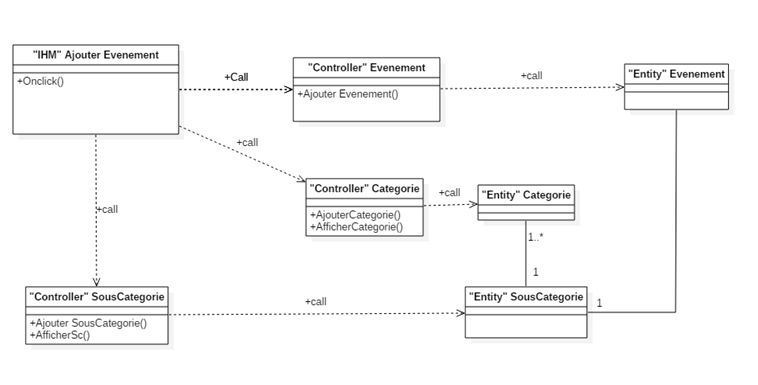 "IHM" Ajouter Evenement
+Onclick()
+Call
"Controller" Evenement
+Ajouter Evenement()
+call
"Entity" Evenement
+call
"Controller" Categorie
+AjouterCategorie()
+AfficherCategorie()
+call
"Entity" Categorie
1..*
1
+call
"Controller" SousCategorie
+Ajouter SousCategorie()
+AfficherSc()
+call
"Entity" SousCategorie
1